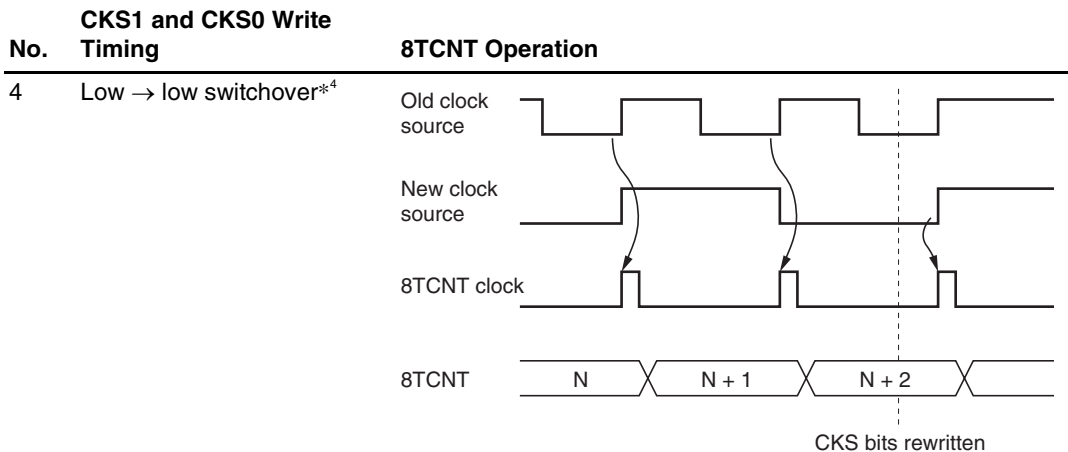 CKS1 and CKS0 Write
No. Timing 8TCNT Operation
4 Low → low switchover*4
Old clock
source
New clock
source
8TCNT clock
8TCNT N N + 1 N + 2
CKS bits rewritten